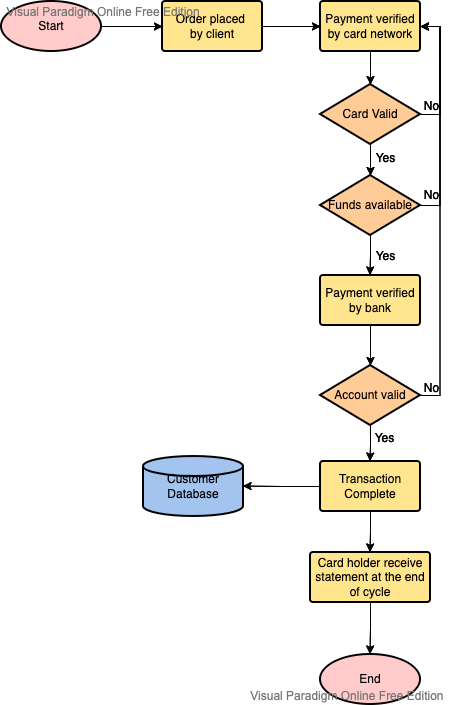 Visual Paradigm Online Free Edition
Start
Order placed
by client
Payment verified
by card network
Card Valid
No
Yes
Funds available
No
Yes
Payment verified
by bank
Account valid
No
Yes
Customer
Database
Transaction
Complete
Card holder receive
statement at the end
of cycle
End
Visual Paradigm Online Free Edition